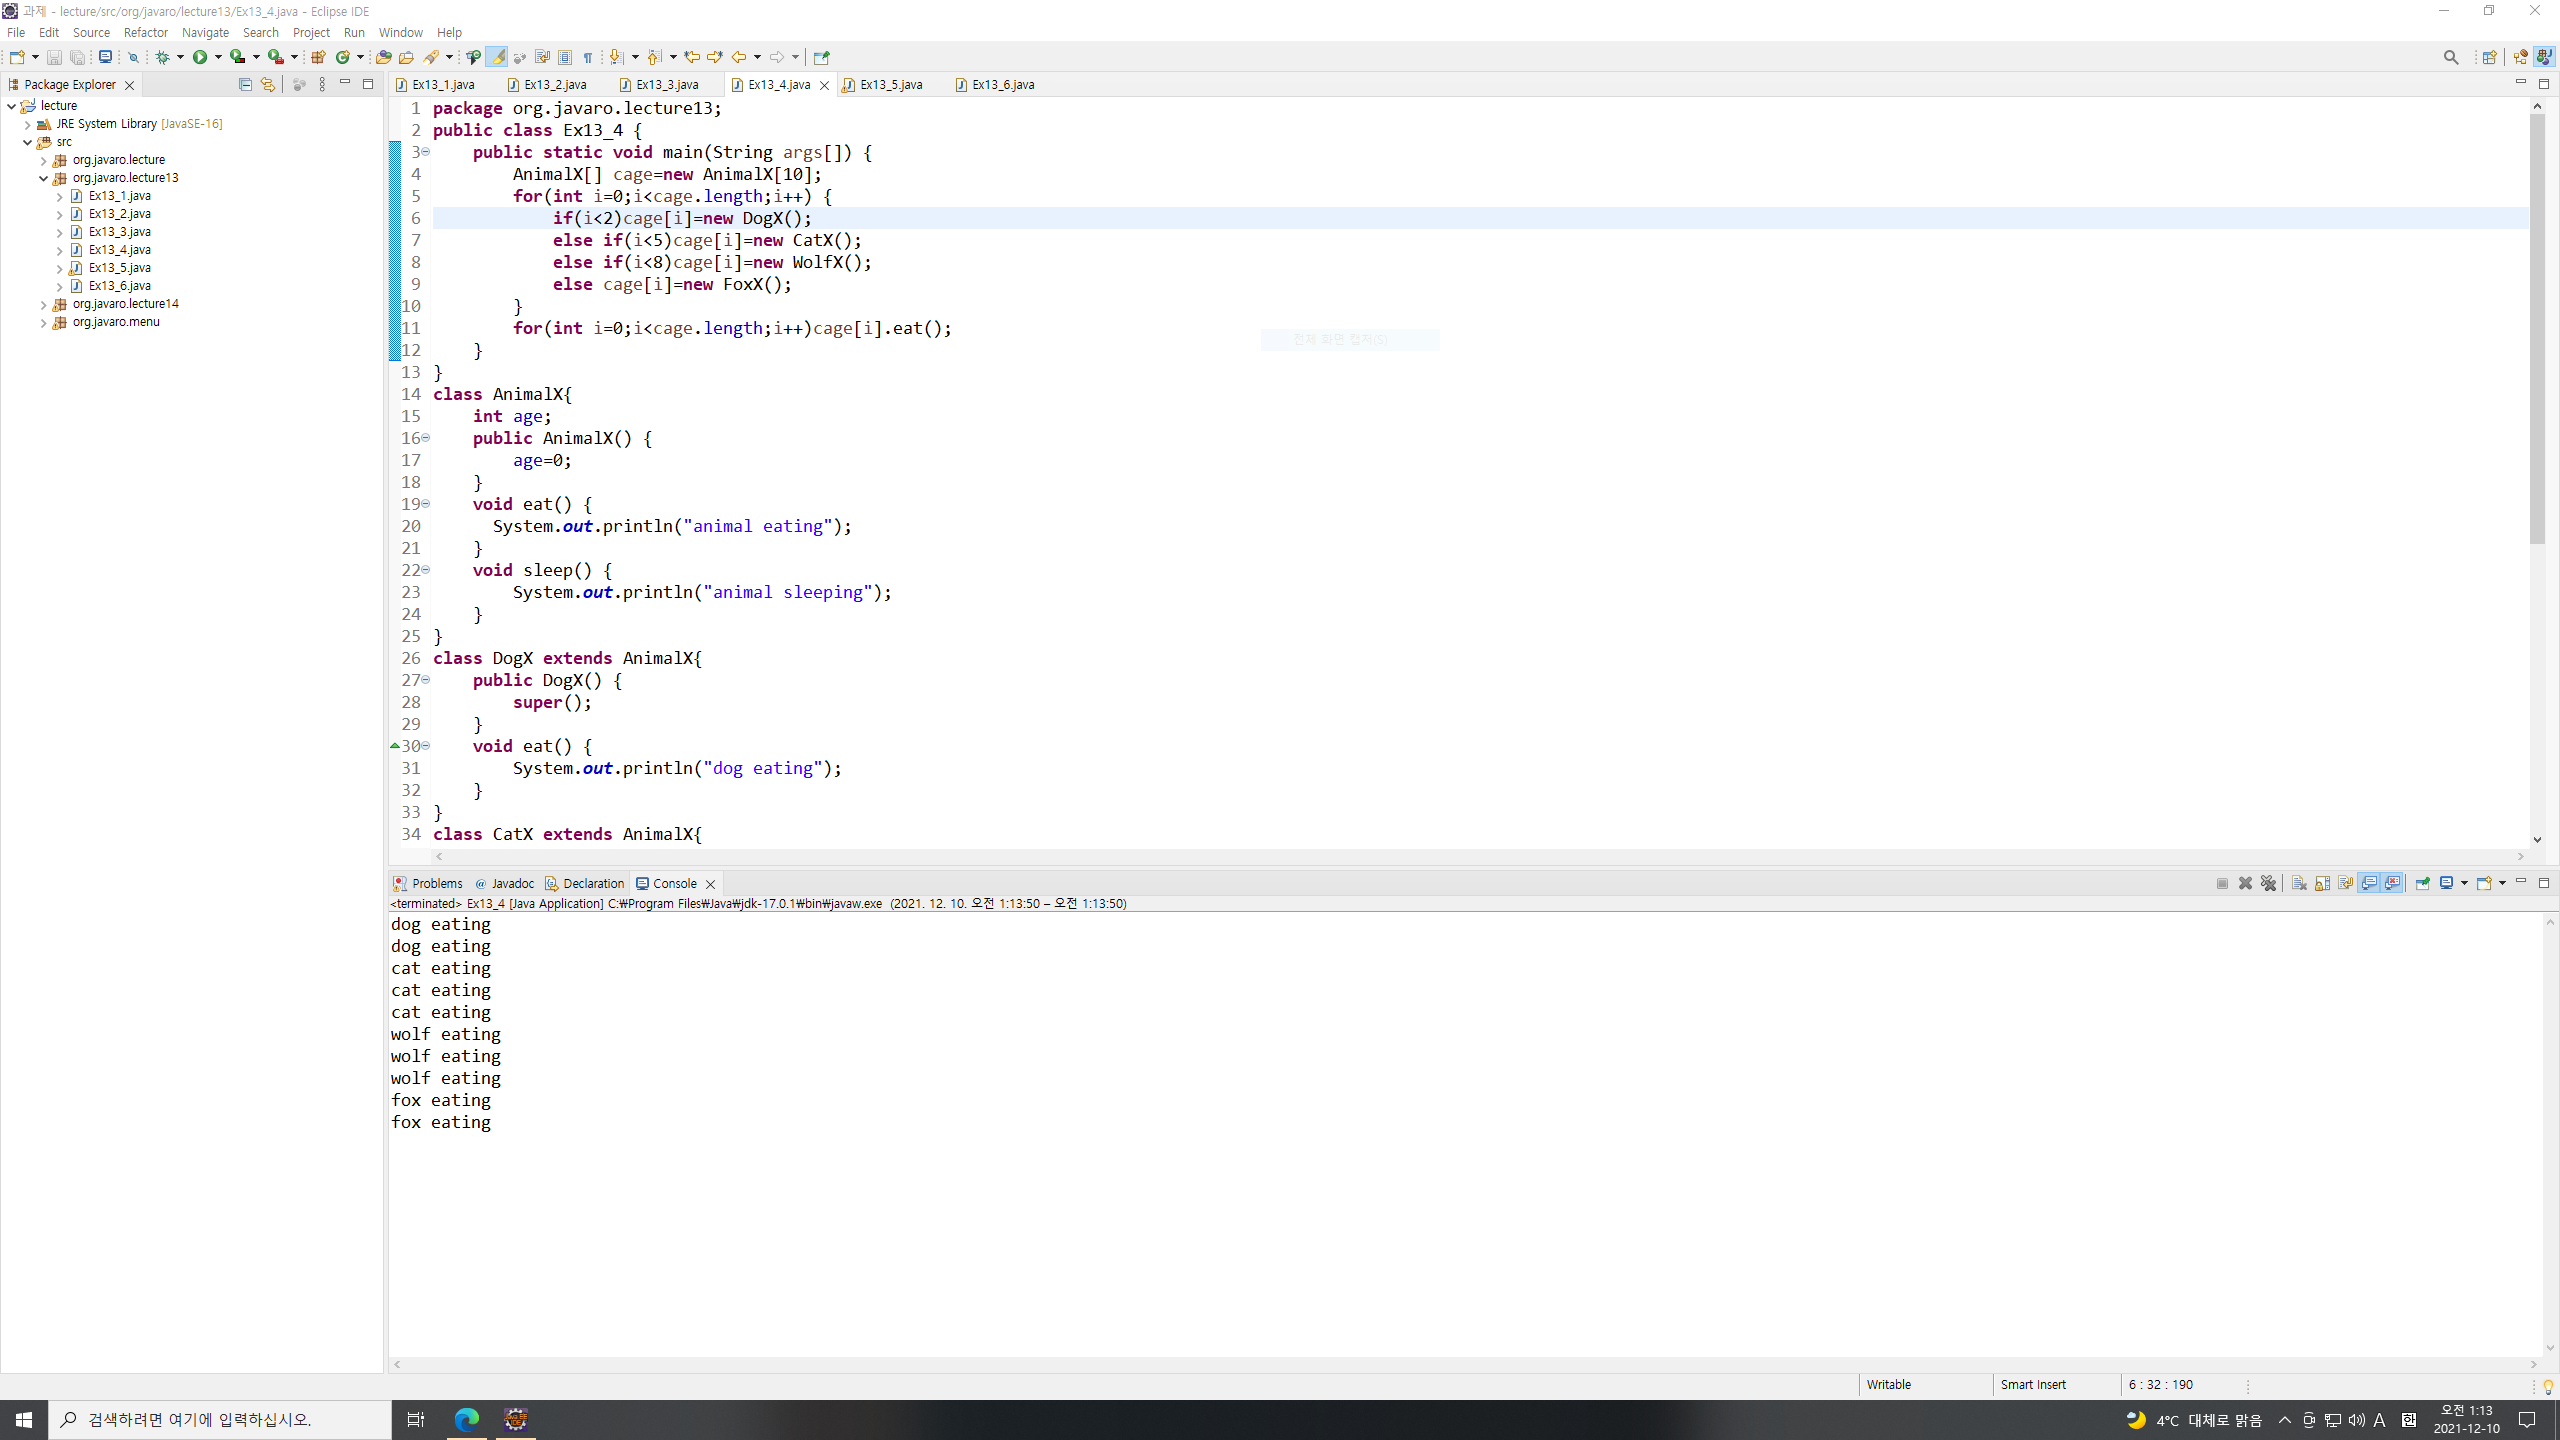 과제 - lecture/src/org/javaro/lecture13/Ex13_4.java - Eclipse IDE
File Edit Source Refactor Navigate Search Project Run Window Help
Package Explorer
lecture
JRE System Library [JavaSE-16]
src
org.javaro.lecture
org.javaro.lecture13
Ex13_1.java
Ex13_2.java
Ex13_3.java
Ex13_4.java
Ex13_5.java
Ex13_6.java
org.javaro.lecture14
org.javaro.menu
Ex13_1.java Ex13_2.java Ex13_3.java Ex13_4.java Ex13_5.java Ex13_6.java
1 package org.javaro.lecture13;
2 public class Ex13_4 {
3 public static void main(String args[]) {
4 AnimalX[] cage=new AnimalX[10];
5 for(int i=0;i<cage.length;i++) {
6 if(i<2)cage[i]=new DogX();
7 else if(i<5)cage[i]=new CatX();
8 else if(i<8)cage[i]=new WolfX();
9 else cage[i]=new FoxX();
10 }
11 for(int i=0;i<cage.length;i++)cage[i].eat();
전체 화면 캡처(S)
12 }
13 }
14 class AnimalX{
15 int age;
16 public AnimalX() {
17 age=0;
18 }
19 void eat() {
20 System.out.println("animal eating");
21 }
22 void sleep() {
23 System.out.println("animal sleeping");
24 }
25 }
26 class DogX extends AnimalX{
27 public DogX() {
28 super();
29 }
30 void eat() {
31 System.out.println("dog eating");
32 }
33 }
34 class CatX extends AnimalX{
Problems @ Javadoc Declaration Console
<terminated> Ex13_4 [Java Application] C:₩Program Files₩Java₩jdk-17.0.1₩bin₩javaw.exe (2021. 12. 10. 오전 1:13:50 – 오전 1:13:50)
dog eating
dog eating
cat eating
cat eating
cat eating
wolf eating
wolf eating
wolf eating
fox eating
fox eating
Writable Smart Insert 6 : 32 : 190
검색하려면 여기에 입력하십시오.
4°C 대체로 맑음 A 한 오전 1:13
2021-12-10